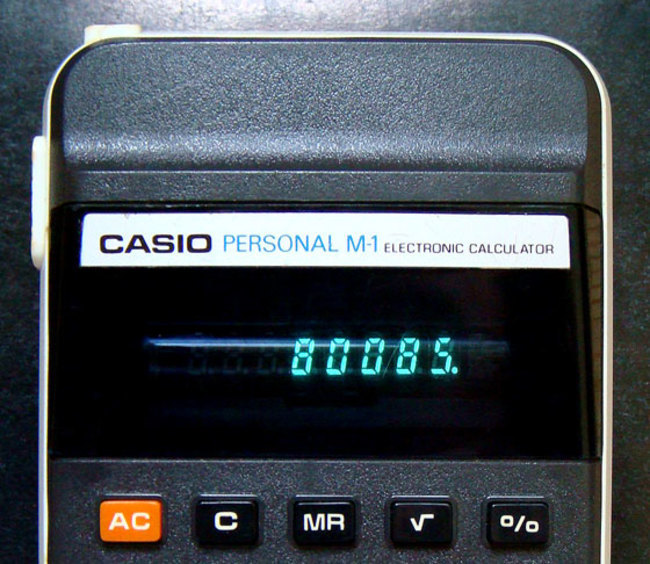 CASIO PERSONAL M-1 ELECTRONIC CALCULATOR
80085.
AC C MR √ %